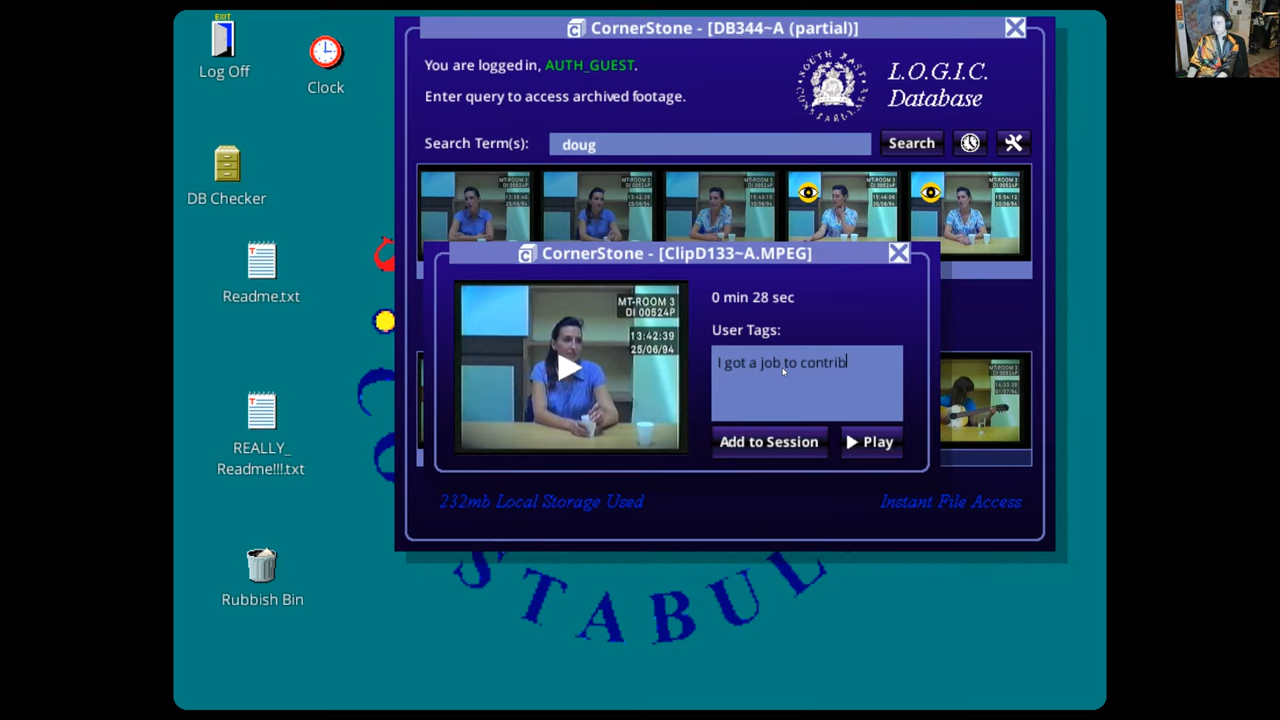 EXIT
Log Off
Clock
DB Checker
Readme.txt
REALLY_
Readme!!!.txt
Rubbish Bin
CornerStone - [DB344~A (partial)]
You are logged in, AUTH_GUEST.
Enter query to access archived footage.
SOUTH EAST
CONSTABULARY
L.O.G.I.C.
Database
Search Term(s):
doug
Search
CornerStone - [ClipD133~A.MPEG]
MT-ROOM 3
DI 00524P
13:42:39
25/06/94
0 min 28 sec
User Tags:
I got a job to contrib
Add to Session
Play
232mb Local Storage Used
Instant File Access
STABUL